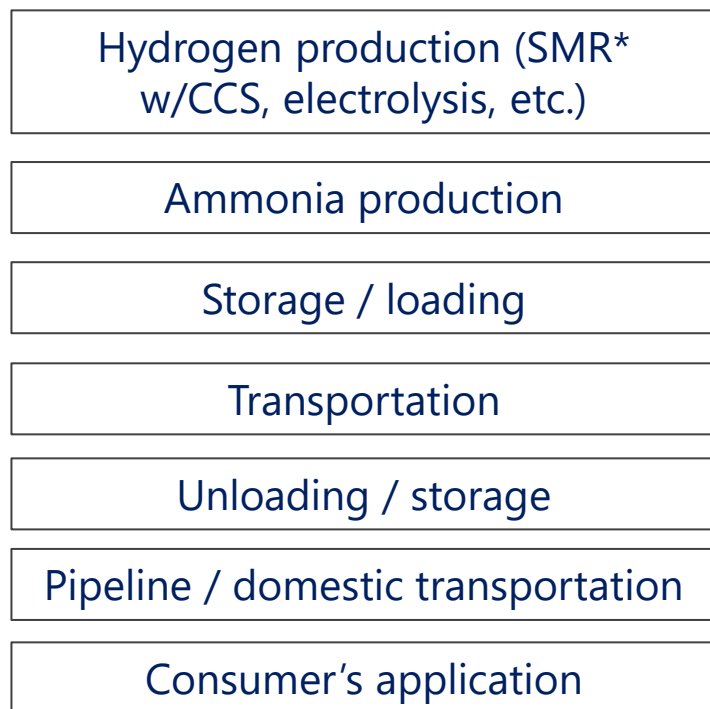 Hydrogen production (SMR*
w/CCS, electrolysis, etc.)
Ammonia production
Storage / loading
Transportation
Unloading / storage
Pipeline / domestic transportation
Consumer’s application